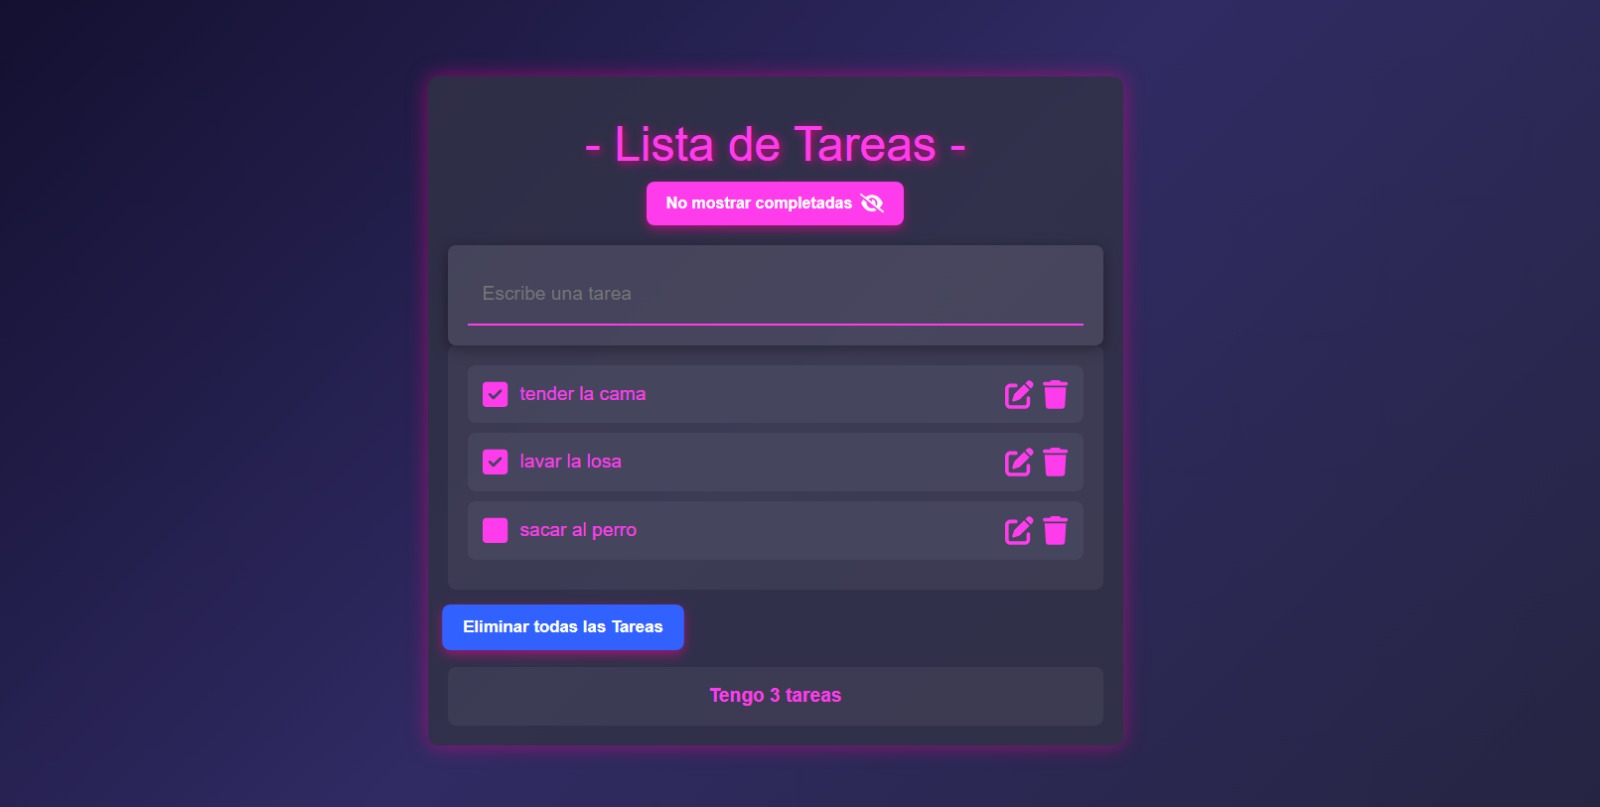 - Lista de Tareas -
No mostrar completadas
Escribe una tarea
tender la cama
lavar la losa
sacar al perro
Eliminar todas las Tareas
Tengo 3 tareas